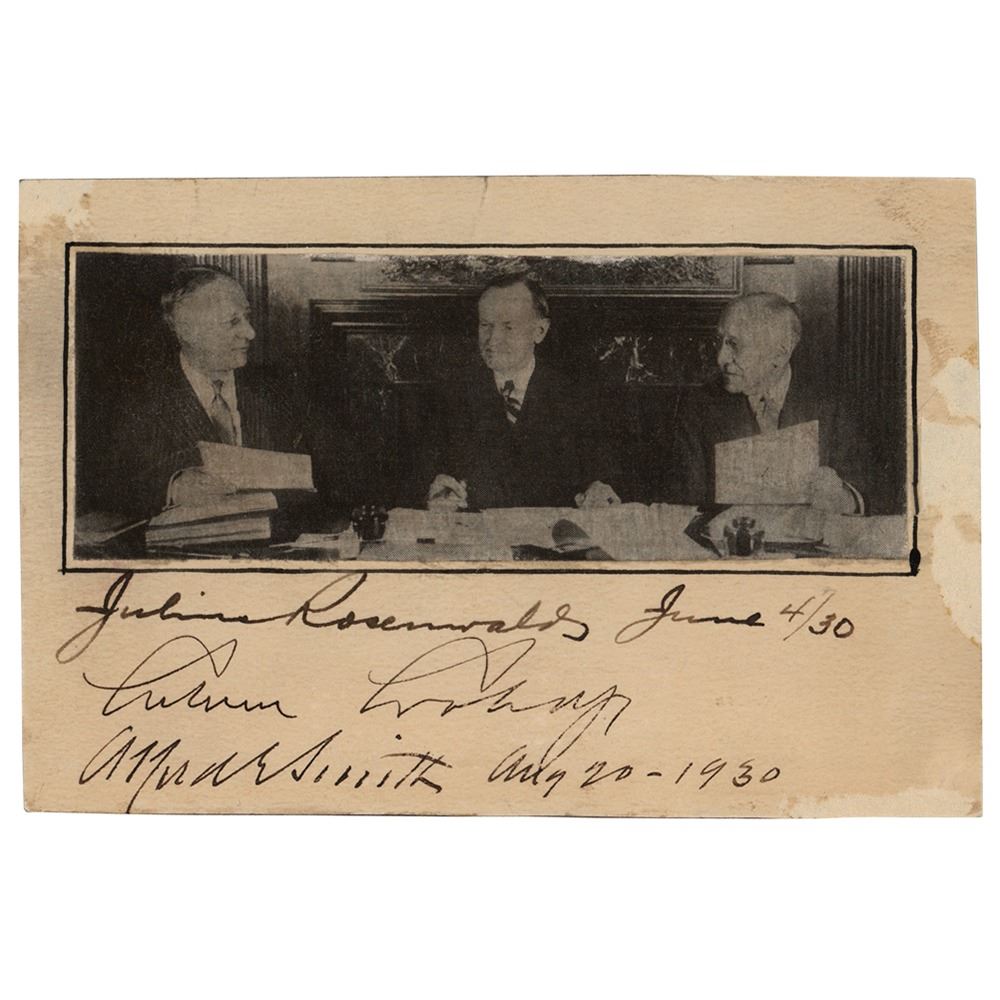 Julius Rosenwald June 4/30
Calvin Coolidge
Alfred E Smith Aug 20 - 1930